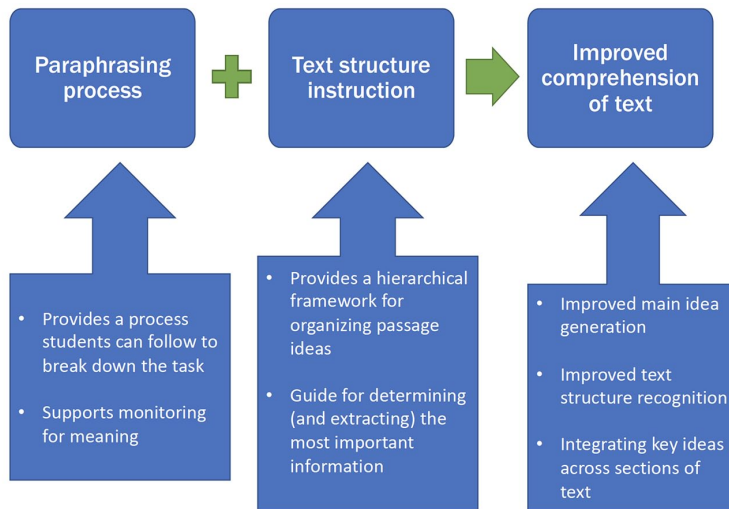 Paraphrasing
process
Text structure
instruction
Improved
comprehension
of text
• Provides a process
students can follow to
break down the task
• Supports monitoring
for meaning
• Provides a hierarchical
framework for
organizing passage
ideas
• Guide for determining
(and extracting) the
most important
information
• Improved main idea
generation
• Improved text
structure recognition
• Integrating key ideas
across sections of
text